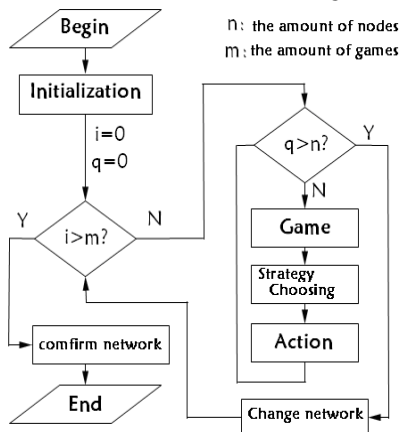 Begin
n: the amount of nodes
m: the amount of games
Initialization
i=0
q=0
q>n?
Y
N
Y
i>m?
N
Game
Strategy
Choosing
Action
comfirm network
End
Change network